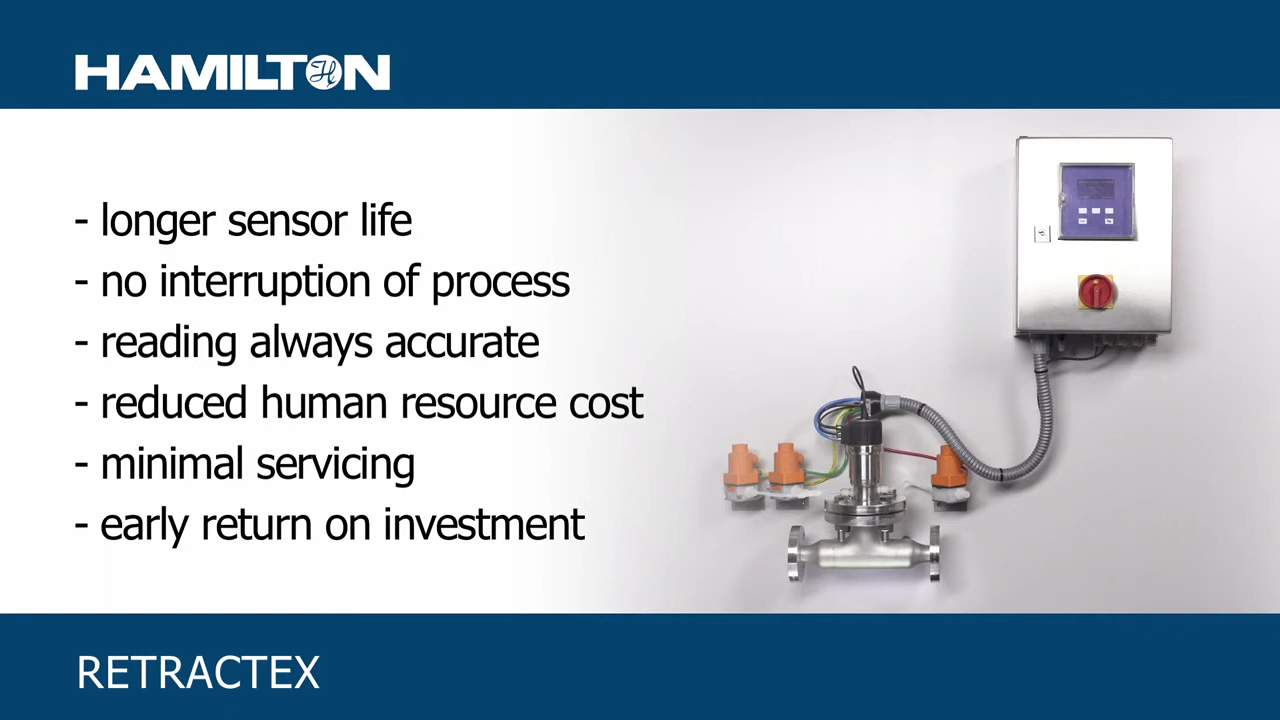 HAMILTON
- longer sensor life
- no interruption of process
- reading always accurate
- reduced human resource cost
- minimal servicing
- early return on investment
RETRACTEX